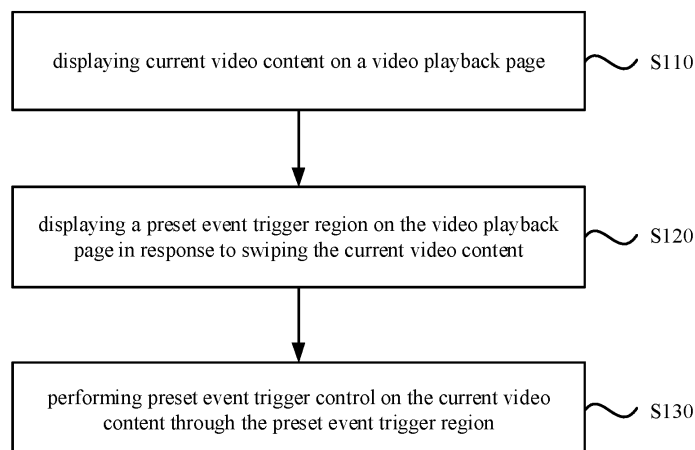 displaying current video content on a video playback page
S110
displaying a preset event trigger region on the video playback
page in response to swiping the current video content
S120
performing preset event trigger control on the current video
content through the preset event trigger region
S130